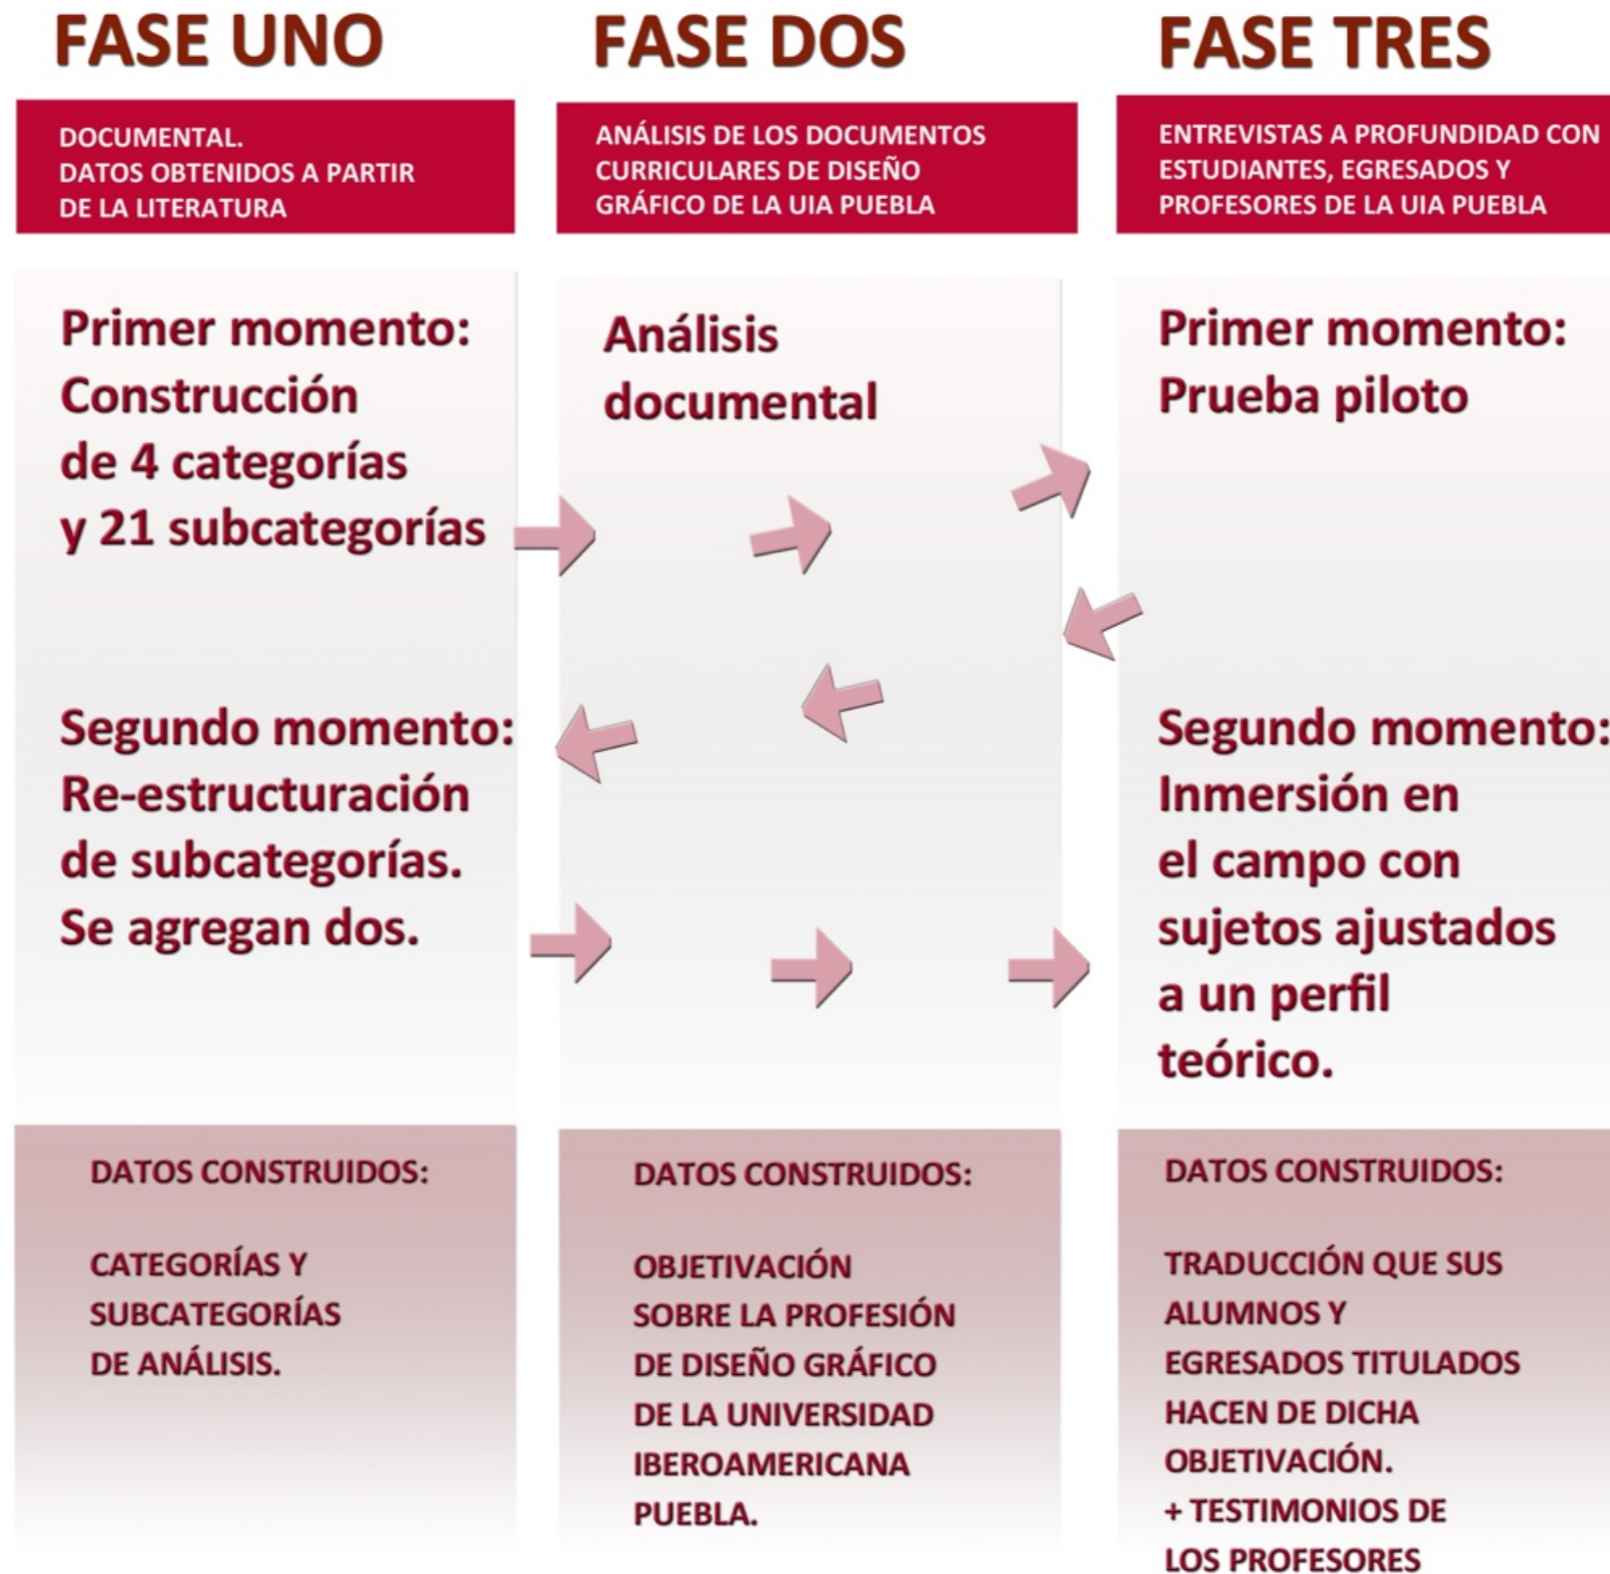 FASE UNO
DOCUMENTAL.
DATOS OBTENIDOS A PARTIR
DE LA LITERATURA
Primer momento:
Construcción
de 4 categorías
y 21 subcategorías
Segundo momento:
Re-estructuración
de subcategorías.
Se agregan dos.
DATOS CONSTRUIDOS:
CATEGORÍAS Y
SUBCATEGORÍAS
DE ANÁLISIS.
FASE DOS
ANÁLISIS DE LOS DOCUMENTOS
CURRICULARES DE DISEÑO
GRÁFICO DE LA UIA PUEBLA
Análisis
documental
DATOS CONSTRUIDOS:
OBJETIVACIÓN
SOBRE LA PROFESIÓN
DE DISEÑO GRÁFICO
DE LA UNIVERSIDAD
IBEROAMERICANA
PUEBLA.
FASE TRES
ENTREVISTAS A PROFUNDIDAD CON
ESTUDIANTES, EGRESADOS Y
PROFESORES DE LA UIA PUEBLA
Primer momento:
Prueba piloto
Segundo momento:
Inmersión en
el campo con
sujetos ajustados
a un perfil
teórico.
DATOS CONSTRUIDOS:
TRADUCCIÓN QUE SUS
ALUMNOS Y
EGRESADOS TITULADOS
HACEN DE DICHA
OBJETIVACIÓN.
+ TESTIMONIOS DE
LOS PROFESORES